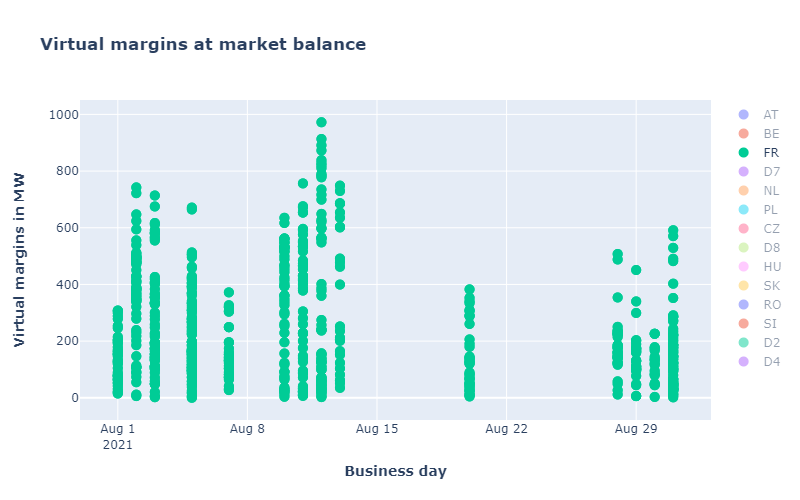 Virtual margins at market balance
Virtual margins in MW
1000
800
600
400
200
0
Aug 1
2021
Aug 8
Aug 15
Aug 22
Aug 29
Business day
AT
BE
FR
D7
NL
PL
CZ
D8
HU
SK
RO
SI
D2
D4